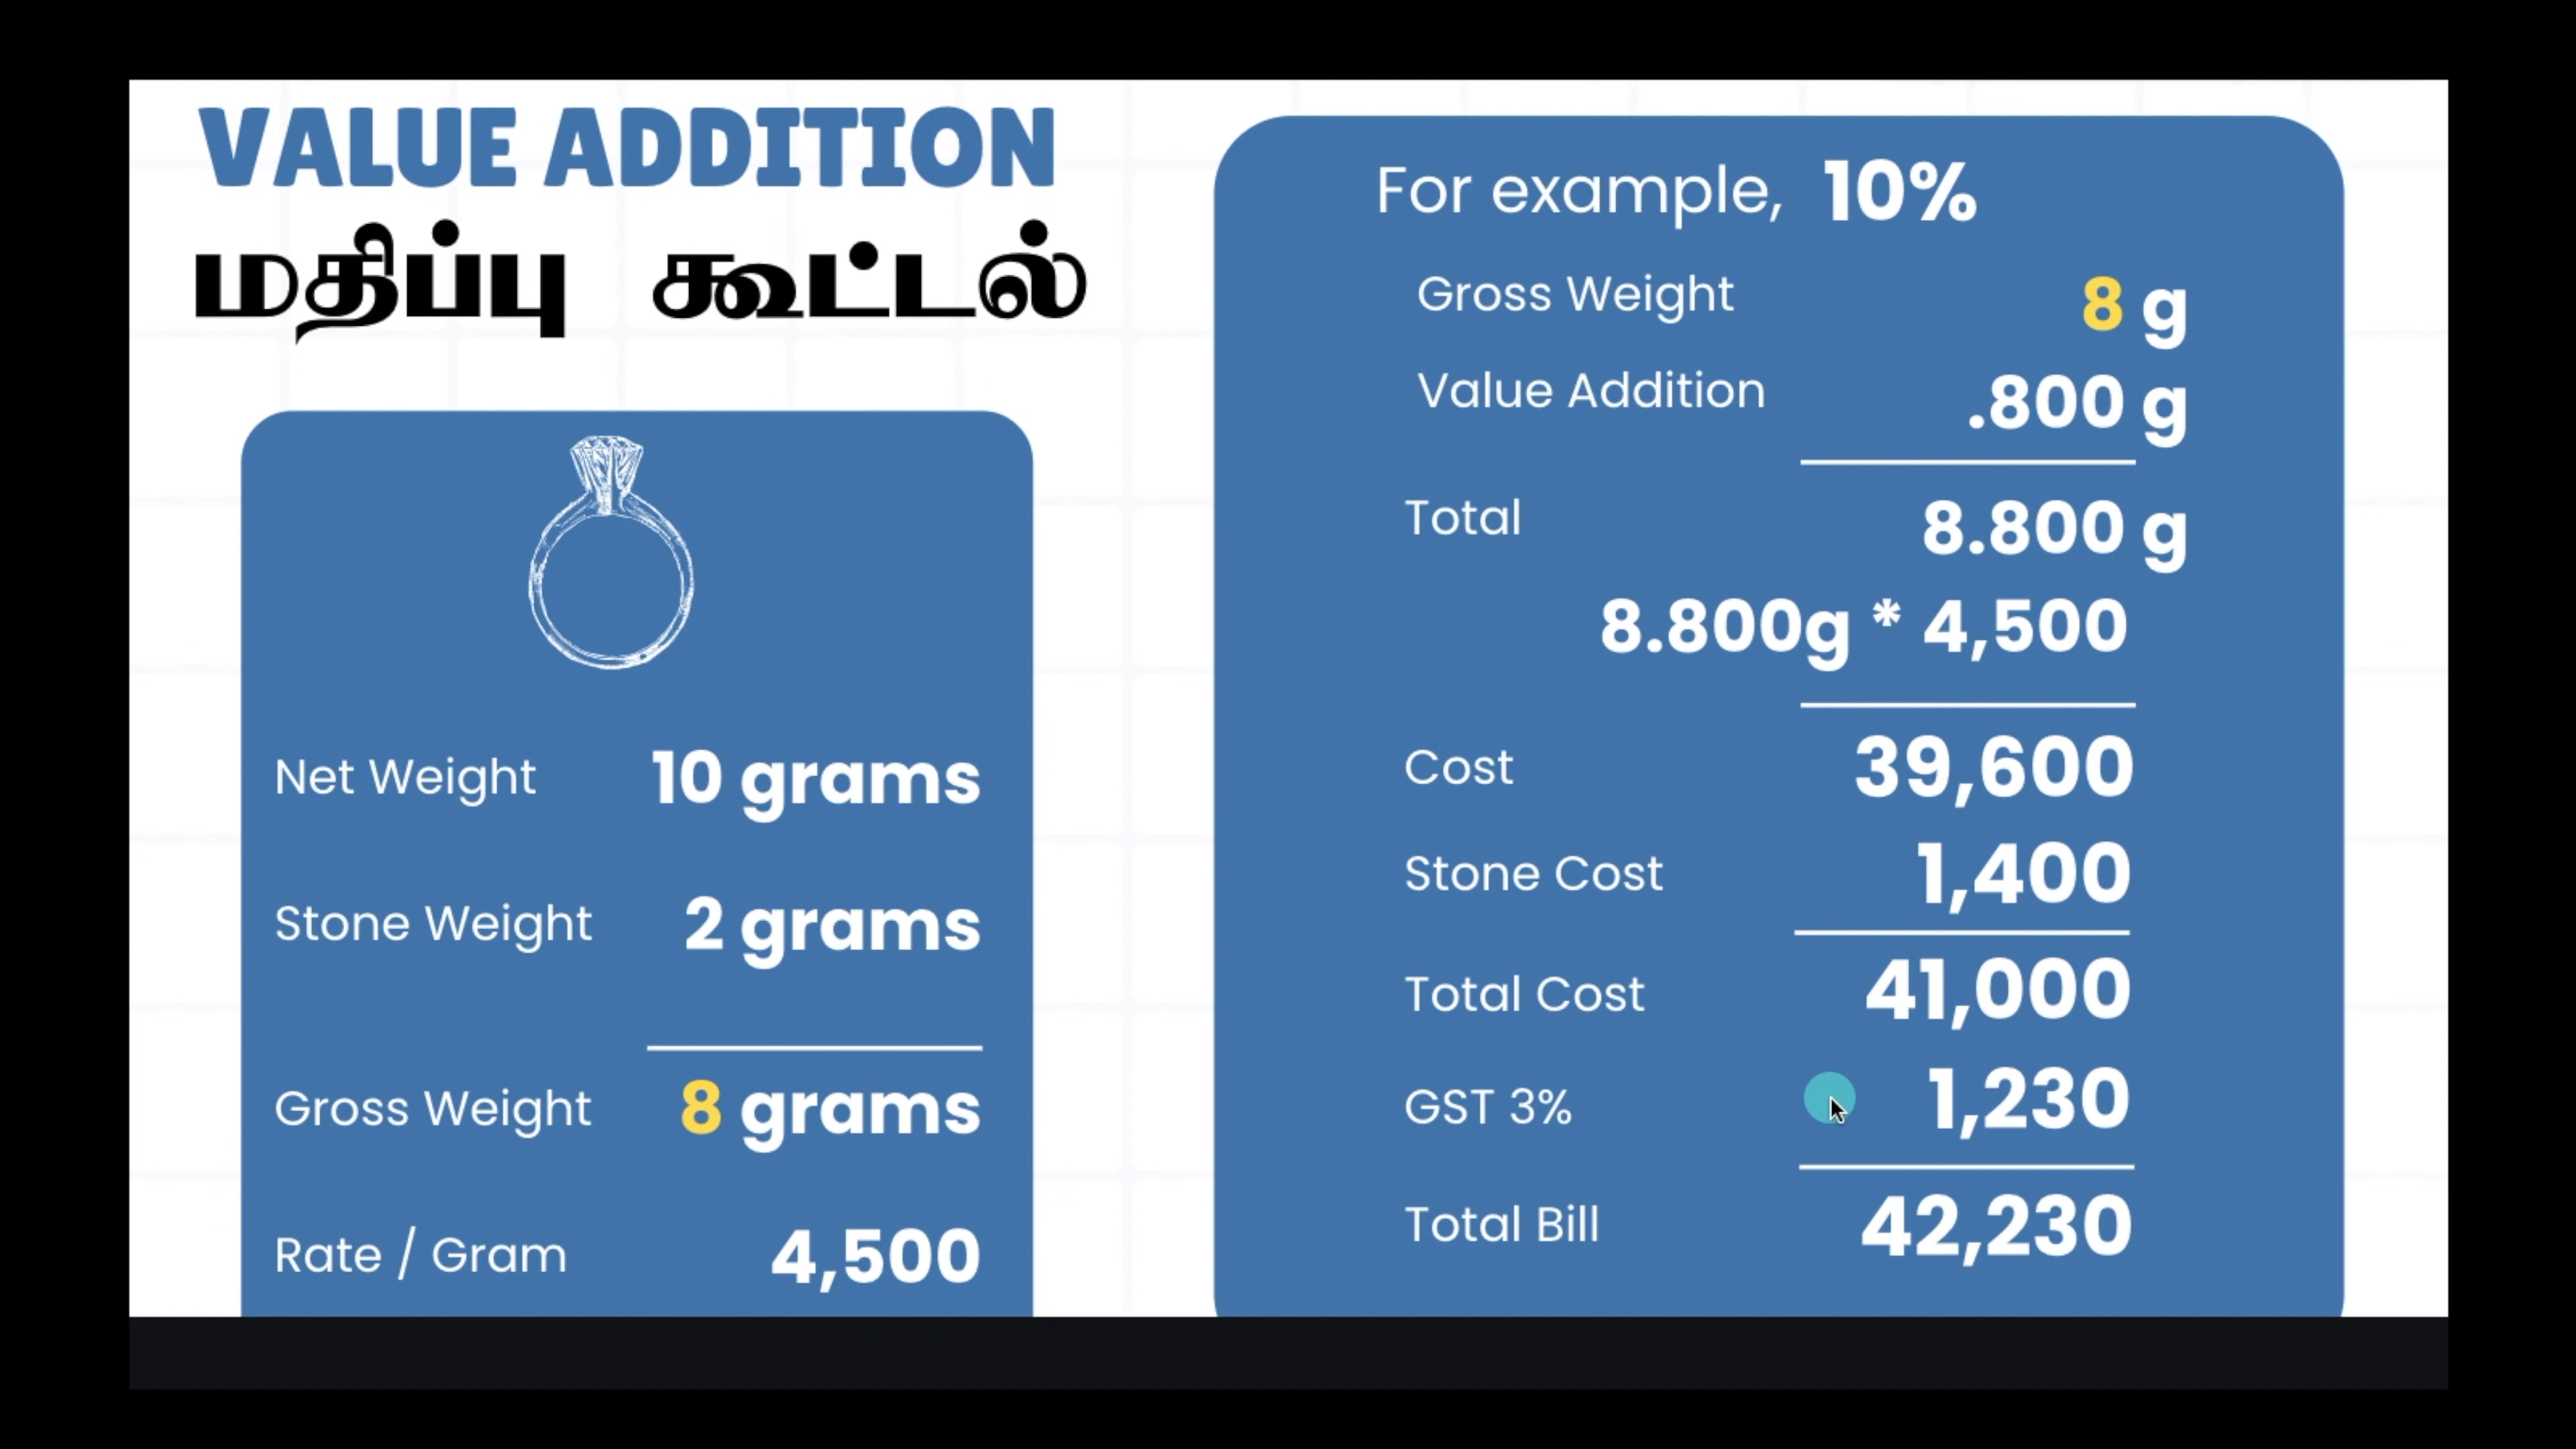 VALUE ADDITION
மதிப்பு கூட்டல்
Net Weight 10 grams
Stone Weight 2 grams
Gross Weight 8 grams
Rate / Gram 4,500
For example, 10%
Gross Weight 8 g
Value Addition .800 g
Total 8.800 g
8.800g * 4,500
Cost 39,600
Stone Cost 1,400
Total Cost 41,000
GST 3% 1,230
Total Bill 42,230